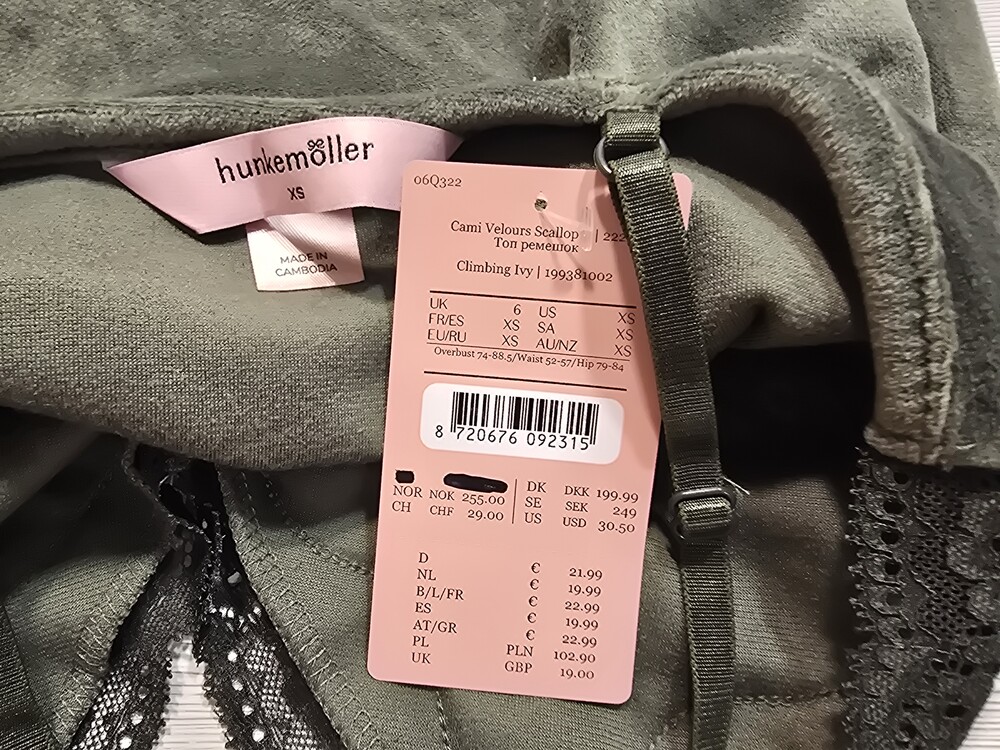 hunkemöller
XS
MADE IN
CAMBODIA
06Q322
Cami Velours Scallop | 222
Топ ремешок
Climbing Ivy | 199381002
UK 6 US XS
FR/ES XS SA XS
EU/RU XS AU/NZ XS
Overbust 74-88.5/Waist 52-57/Hip 79-84
8 720676 092315
NOR NOK 255.00 DK DKK 199.99
CH CHF 29.00 SE SEK 249
US USD 30.50
D € 21.99
NL € 19.99
B/L/FR € 22.99
ES € 19.99
AT/GR € 22.99
PL PLN 102.90
UK GBP 19.00